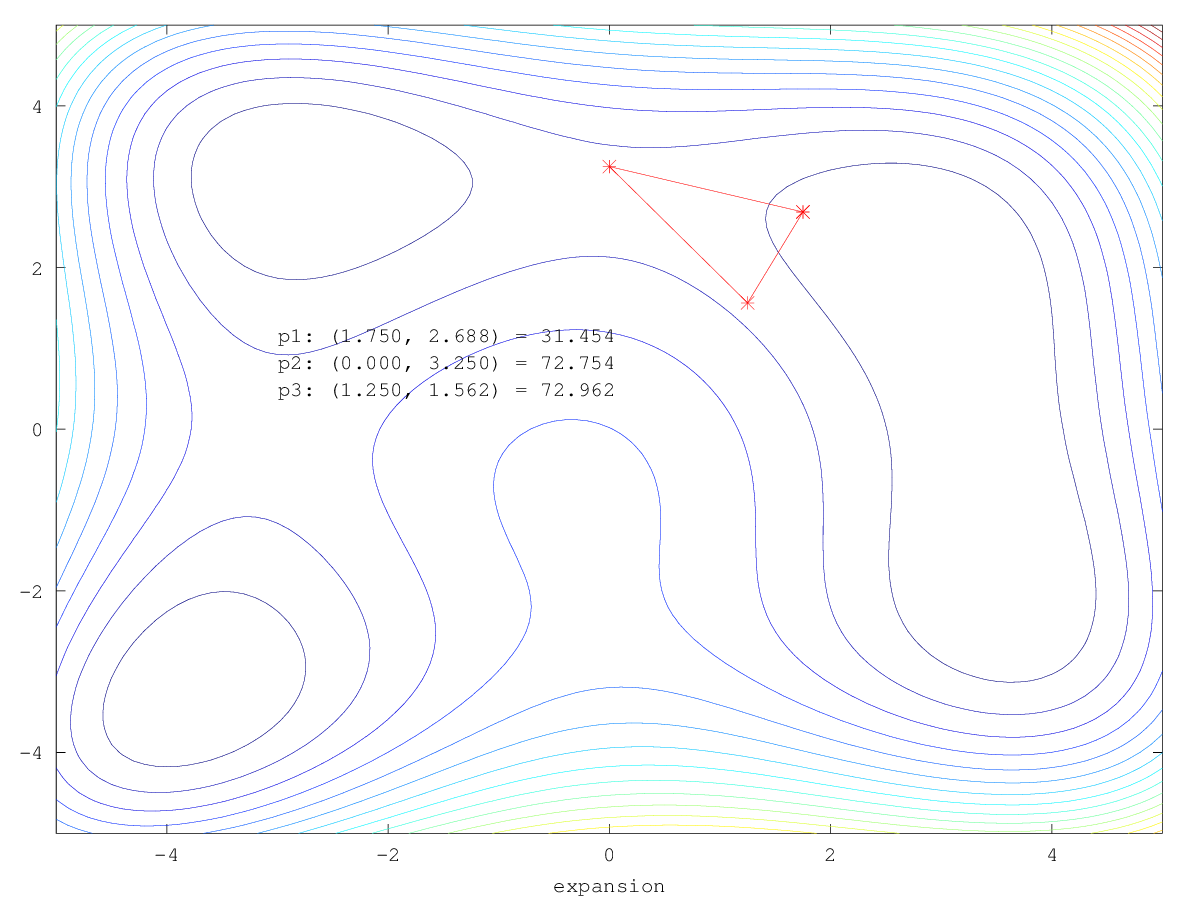 4
2
p1: (1.750, 2.688) = 31.454
p2: (0.000, 3.250) = 72.754
p3: (1.250, 1.562) = 72.962
0
−2
−4
−4 −2 0 2 4
expansion